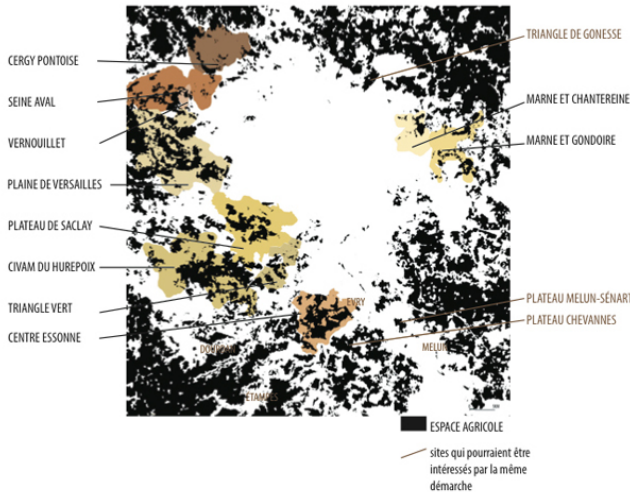 CERGY PONTOISE
SEINE AVAL
VERNOUILLET
PLAINE DE VERSAILLES
PLATEAU DE SACLAY
CIVAM DU HUREPOIX
TRIANGLE VERT
CENTRE ESSONNE
TRIANGLE DE GONESSE
MARNE ET CHANTEREINE
MARNE ET GONDOIRE
PLATEAU MELUN-SÉNART
PLATEAU CHEVANNES
EVRY
MELUN
ESPACE AGRICOLE
sites qui pourraient être
intéressés par la même
démarche